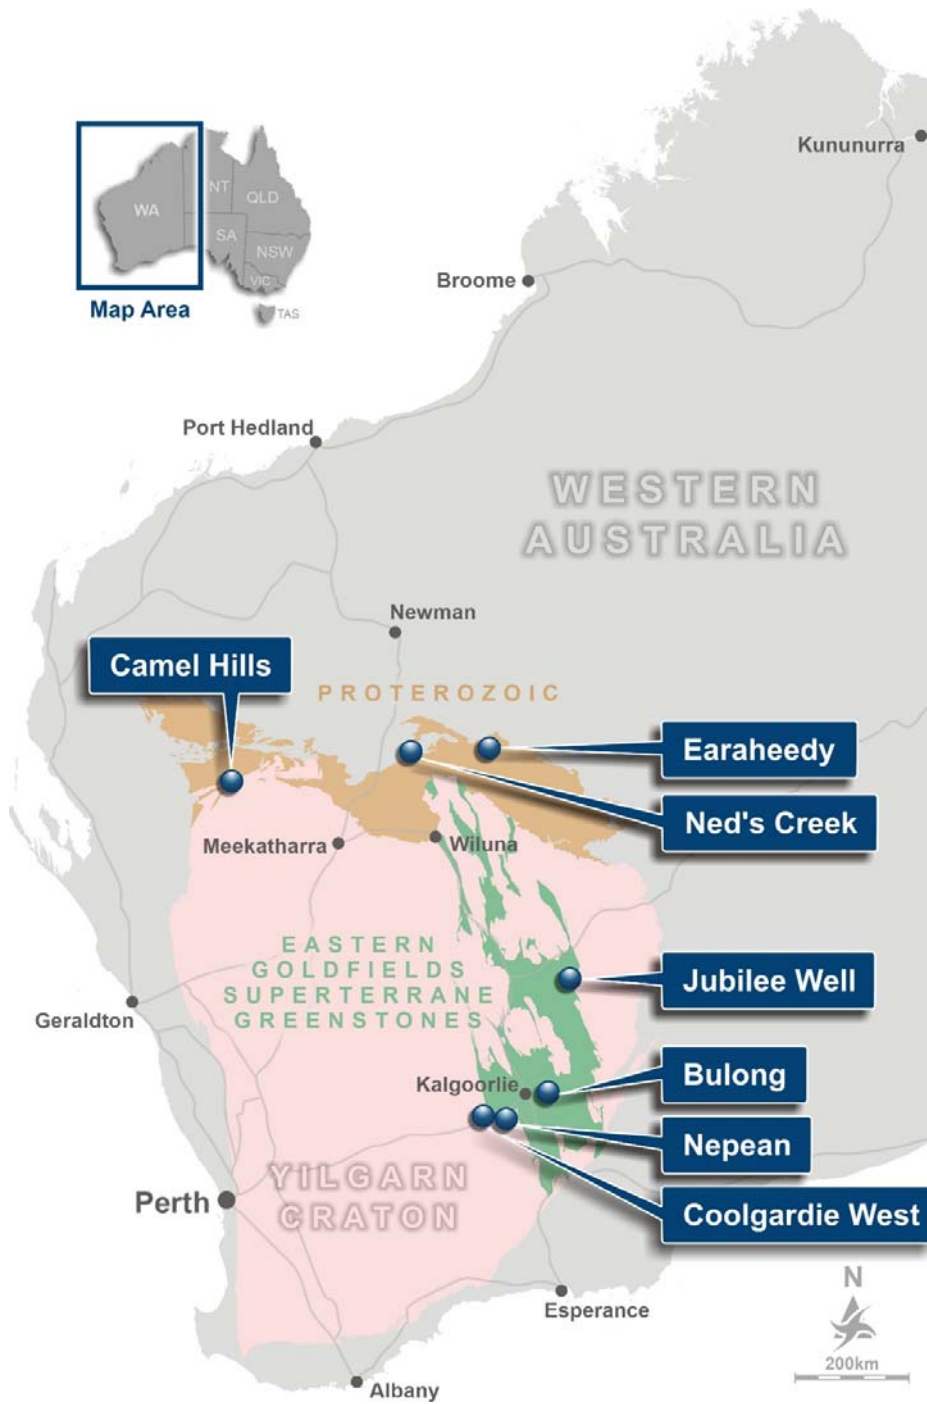 Kununurra
NT
QLD
WA
SA
NSW
VIC
TAS
Map Area
Broome
Port Hedland
WESTERN
AUSTRALIA
Newman
Camel Hills
PROTEROZOIC
Earaheedy
Ned's Creek
Meekatharra
Wiluna
EASTERN
GOLDFIELDS
SUPERTERRANE
GREENSTONES
Jubilee Well
Geraldton
Kalgoorlie
Bulong
Nepean
YILGARN
CRATON
Perth
Coolgardie West
N
Esperance
200km
Albany